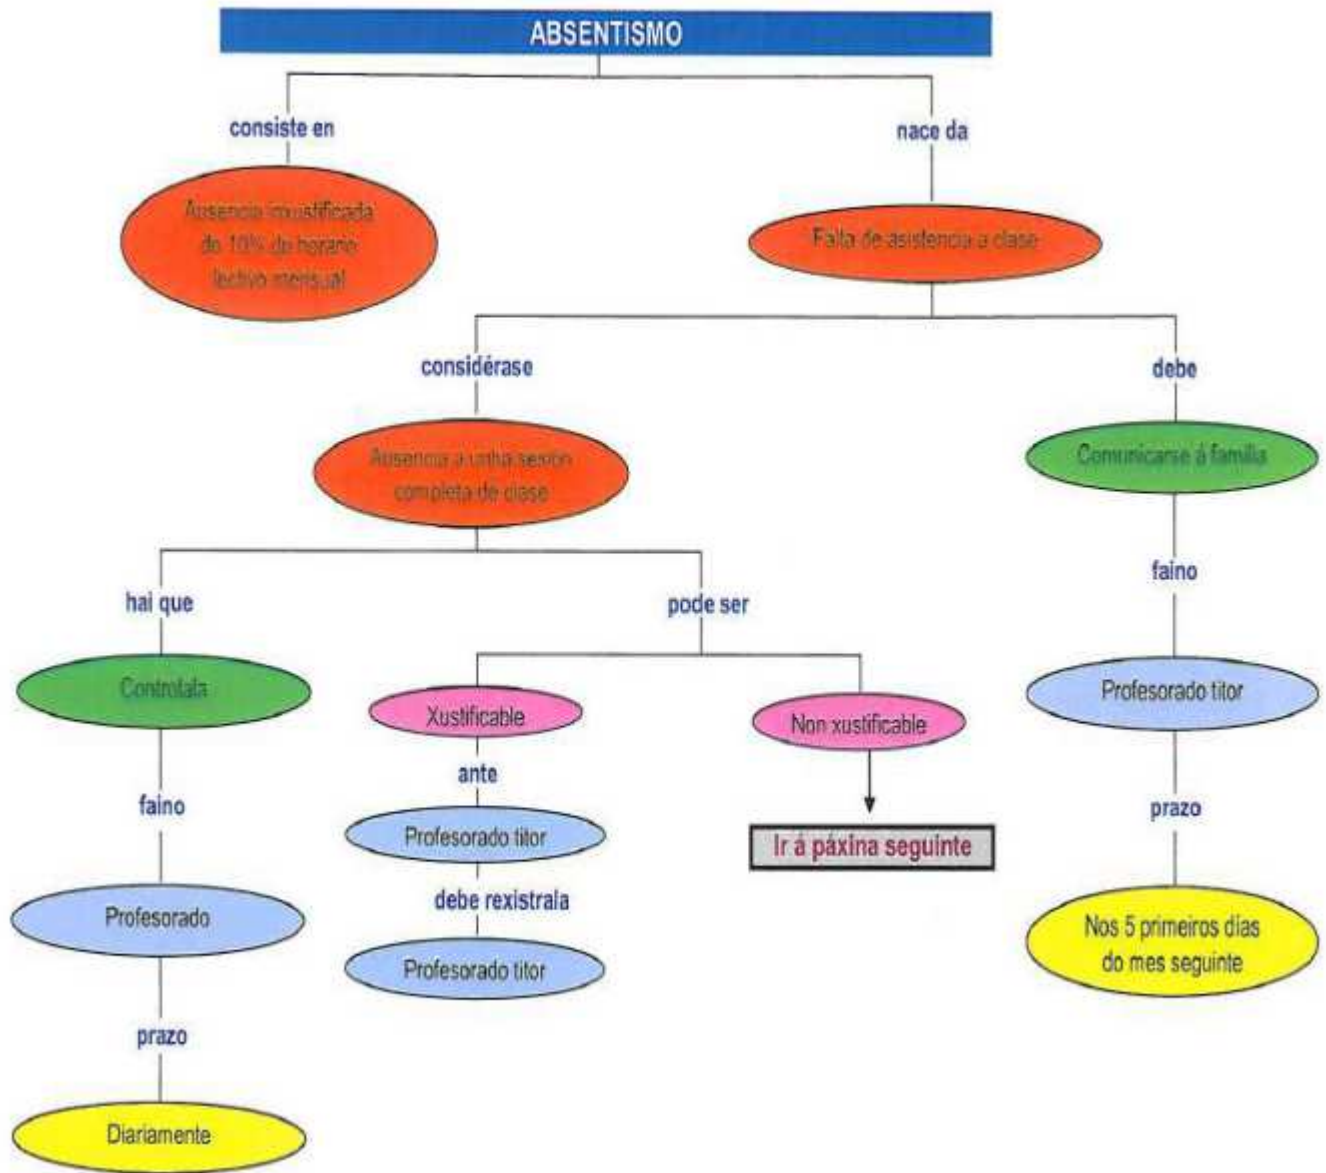 ABSENTISMO
consiste en
nace da
Ausencia inxustificada
do 10% do horario
lectivo mensual
Falta de asistencia a clase
considérase
debe
Ausencia a unha sesión
completa de clase
Comunicarse á familia
faino
hai que
pode ser
Controlala
Xustificable
Non xustificable
Profesorado titor
ante
faino
prazo
Profesorado titor
Ir á páxina seguinte
debe rexistrala
Profesorado
Nos 5 primeiros días
do mes seguinte
Profesorado titor
prazo
Diariamente